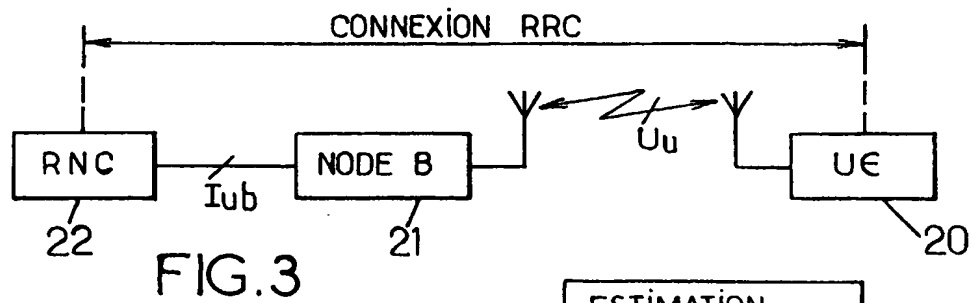 CONNEXION RRC
Uu
RNC
Iub
NODE B
UE
22
21
20
FIG.3
ESTIMATION